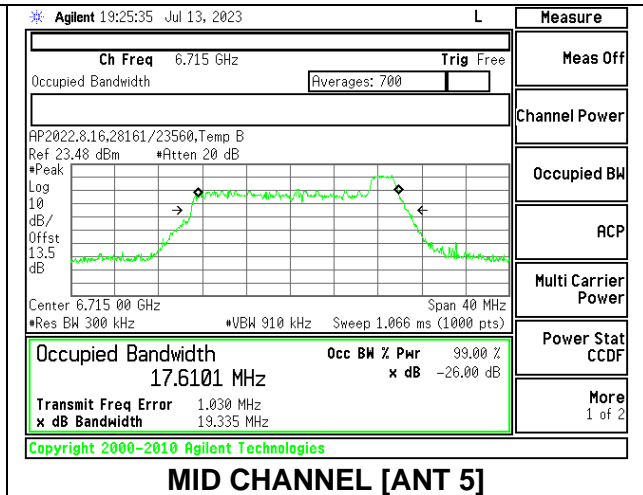 Agilent 19:25:35 Jul 13, 2023 L
Measure
Ch Freq 6.715 GHz Trig Free
Occupied Bandwidth Averages: 700
AP2022.8.16,28161/23560,Temp B
Ref 23.48 dBm #Atten 20 dB
#Peak
Log
10
dB/
Offst
13.5
dB
Center 6.715 00 GHz Span 40 MHz
#Res BW 300 kHz #VBW 910 kHz Sweep 1.066 ms (1000 pts)
Occupied Bandwidth Occ BW % Pwr 99.00 %
17.6101 MHz x dB -26.00 dB
Transmit Freq Error 1.030 MHz
x dB Bandwidth 19.335 MHz
Copyright 2000-2010 Agilent Technologies
Meas Off
Channel Power
Occupied BW
ACP
Multi Carrier
Power
Power Stat
CCDF
More
1 of 2
MID CHANNEL [ANT 5]